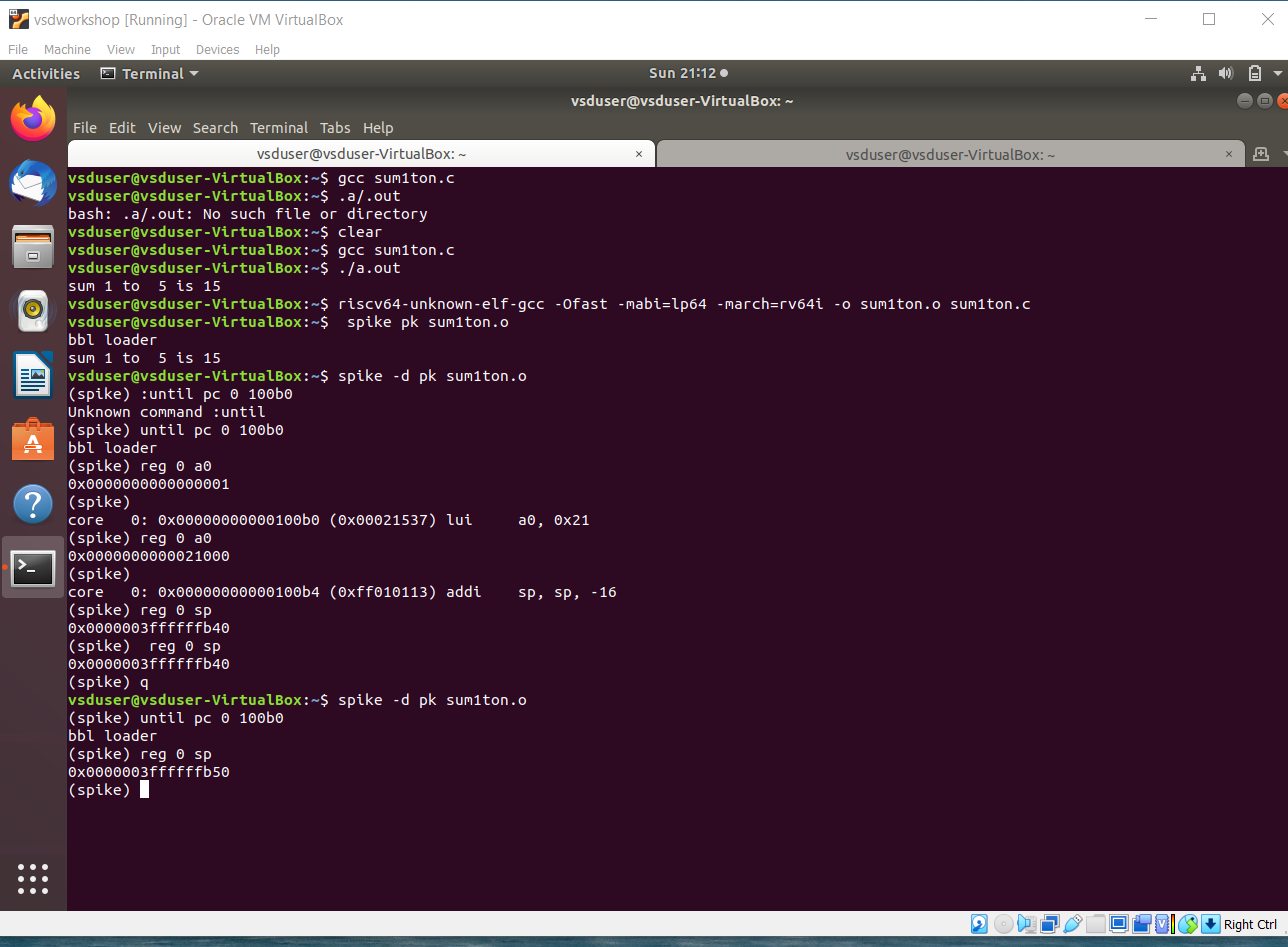 vsdworkshop [Running] - Oracle VM VirtualBox
File Machine View Input Devices Help
Activities Terminal Sun 21:12
vsduser@vsduser-VirtualBox: ~
File Edit View Search Terminal Tabs Help
vsduser@vsduser-VirtualBox: ~ × vsduser@vsduser-VirtualBox: ~ ×
vsduser@vsduser-VirtualBox:~$ gcc sum1ton.c
vsduser@vsduser-VirtualBox:~$ .a/.out
bash: .a/.out: No such file or directory
vsduser@vsduser-VirtualBox:~$ clear
vsduser@vsduser-VirtualBox:~$ gcc sum1ton.c
vsduser@vsduser-VirtualBox:~$ ./a.out
sum 1 to  5 is 15
vsduser@vsduser-VirtualBox:~$ riscv64-unknown-elf-gcc -Ofast -mabi=lp64 -march=rv64i -o sum1ton.o sum1ton.c
vsduser@vsduser-VirtualBox:~$  spike pk sum1ton.o
bbl loader
sum 1 to  5 is 15
vsduser@vsduser-VirtualBox:~$ spike -d pk sum1ton.o
(spike) :until pc 0 100b0
Unknown command :until
(spike) until pc 0 100b0
bbl loader
(spike) reg 0 a0
0x0000000000000001
(spike)
core   0: 0x00000000000100b0 (0x00021537) lui     a0, 0x21
(spike) reg 0 a0
0x0000000000021000
(spike)
core   0: 0x00000000000100b4 (0xff010113) addi    sp, sp, -16
(spike) reg 0 sp
0x0000003ffffffb40
(spike)  reg 0 sp
0x0000003ffffffb40
(spike) q
vsduser@vsduser-VirtualBox:~$ spike -d pk sum1ton.o
(spike) until pc 0 100b0
bbl loader
(spike) reg 0 sp
0x0000003ffffffb50
(spike)
Right Ctrl